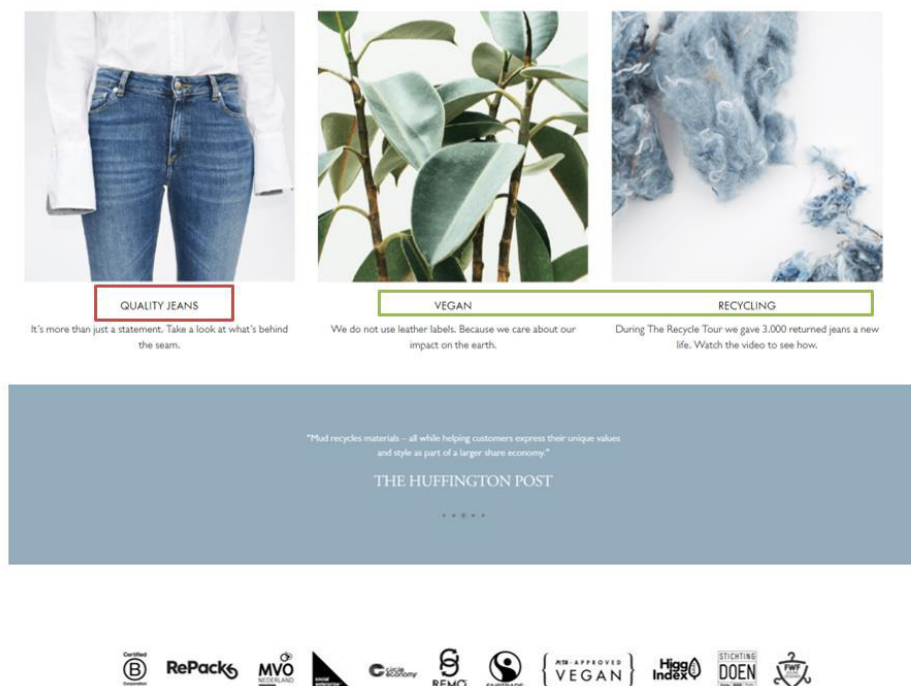 QUALITY JEANS
It's more than just a statement. Take a look at what's behind
the seam.
VEGAN
We do not use leather labels. Because we care about our
impact on the earth.
RECYCLING
During The Recycle Tour we gave 3.000 returned jeans a new
life. Watch the video to see how.
"Mud recycles materials – all while helping customers express their unique values
and style as part of a larger share economy."
THE HUFFINGTON POST
Certified
B
Corporation
RePack
MVO
NEDERLAND
circle
economy
REMO
FAIRTRADE
PETA-APPROVED
VEGAN
Higg
Index
STICHTING
DOEN
FWF